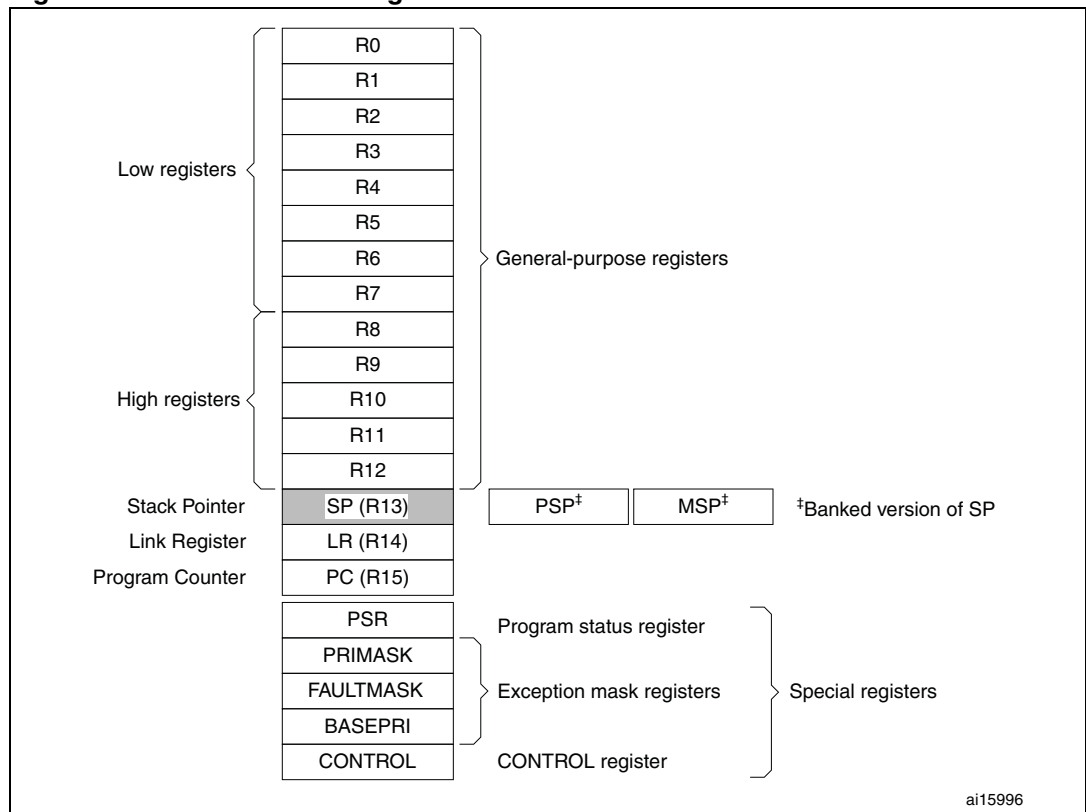 R0
R1
R2
R3
Low registers
R4
R5
R6
General-purpose registers
R7
R8
R9
High registers
R10
R11
R12
Stack Pointer
SP (R13)
PSP‡
MSP‡
‡Banked version of SP
Link Register
LR (R14)
Program Counter
PC (R15)
PSR
Program status register
PRIMASK
FAULTMASK
Exception mask registers
Special registers
BASEPRI
CONTROL
CONTROL register
ai15996